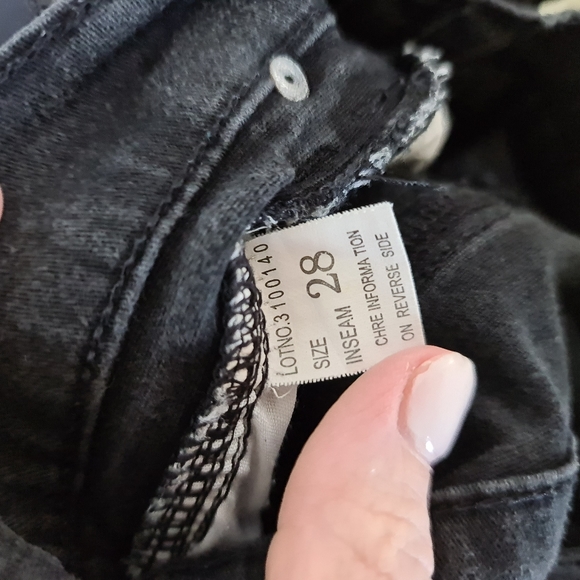 LOTNO.3100140
SIZE 28
INSEAM
CHRE INFORMA TION
ON REVERSE SIDE